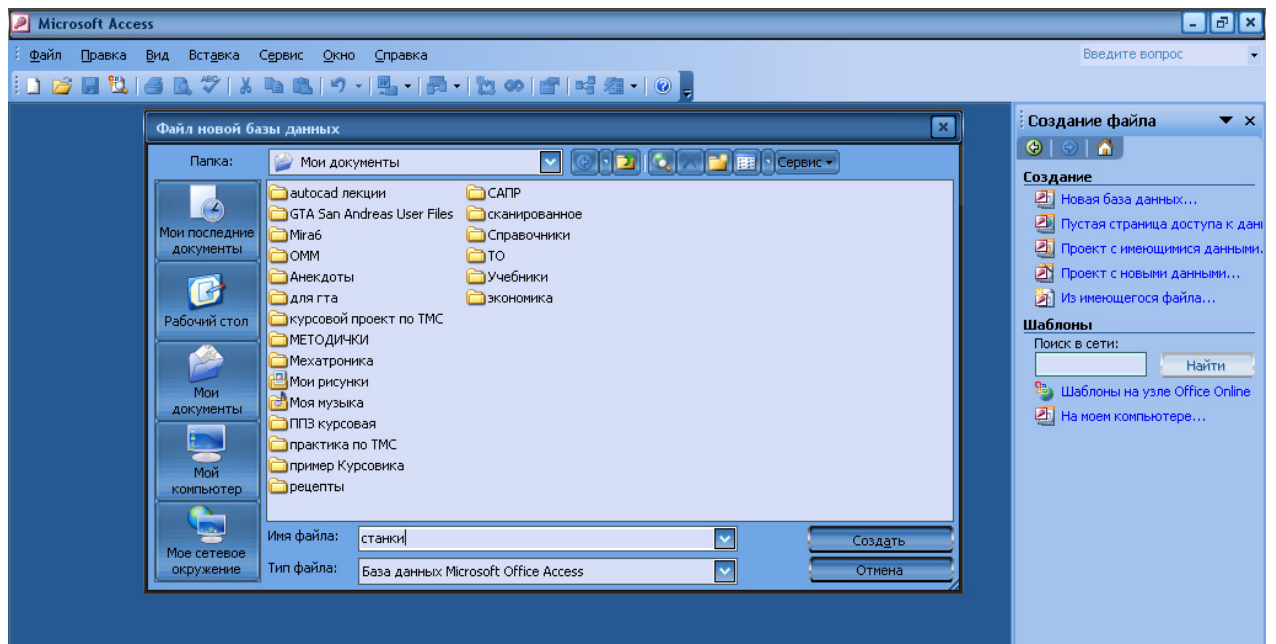 Microsoft Access
Файл Правка Вид Вставка Сервис Окно Справка
Введите вопрос
Файл новой базы данных
Папка: Мои документы Сервис
Мои последние документы
Рабочий стол
Мои документы
Мой компьютер
Мое сетевое окружение
autocad лекции
GTA San Andreas User Files
Мираб
ОММ
Анекдоты
для гта
курсовой проект по ТМС
МЕТОДИЧКИ
Мехатроника
Мои рисунки
Моя музыка
ППЗ курсовая
практика по ТМС
пример Курсовика
рецепты
САПР
сканированное
Справочники
ТО
Учебники
экономика
Имя файла: станки
Создать
Тип файла: База данных Microsoft Office Access
Отмена
Создание файла
Создание
Новая база данных...
Пустая страница доступа к дан
Проект с имеющимися данными.
Проект с новыми данными...
Из имеющегося файла...
Шаблоны
Поиск в сети:
Найти
Шаблоны на узле Office Online
На моем компьютере...